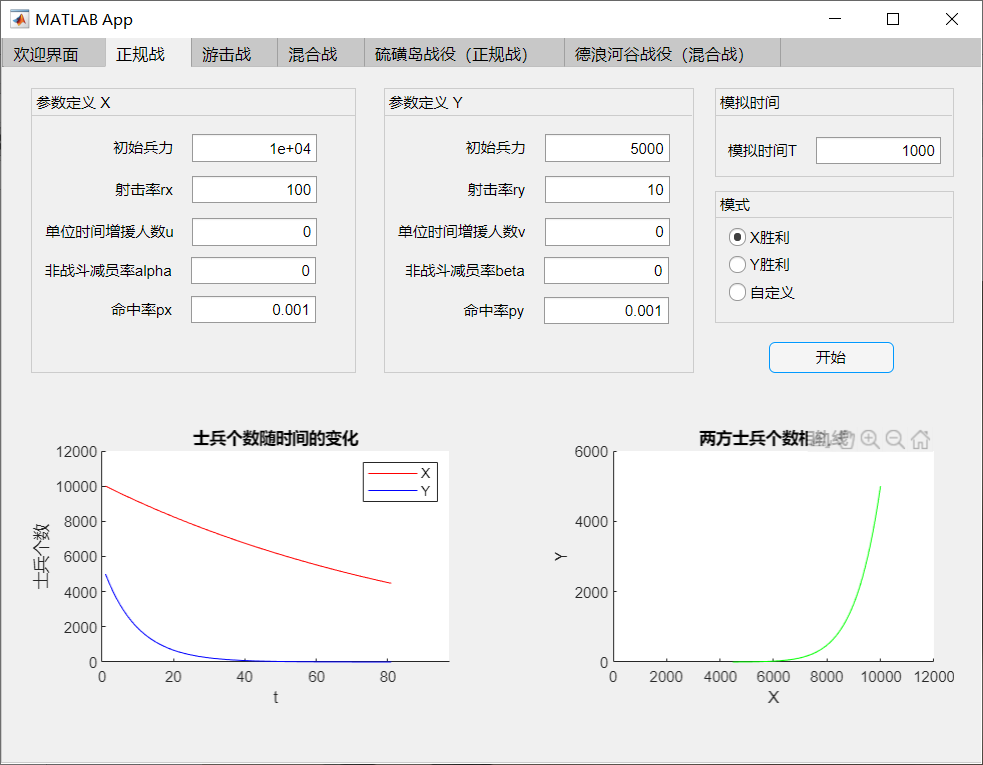 MATLAB App
欢迎界面 正规战 游击战 混合战 硫磺岛战役（正规战） 德浪河谷战役（混合战）
参数定义 X
初始兵力 1e+04
射击率rx 100
单位时间增援人数u 0
非战斗减员率alpha 0
命中率px 0.001
参数定义 Y
初始兵力 5000
射击率ry 10
单位时间增援人数v 0
非战斗减员率beta 0
命中率py 0.001
模拟时间
模拟时间T 1000
模式
X胜利
Y胜利
自定义
开始
士兵个数随时间的变化
12000
10000
8000
6000
4000
2000
0
士兵个数
0 20 40 60 80
t
X
Y
两方士兵个数相
6000
4000
2000
0
Y
0 2000 4000 6000 8000 10000 12000
X